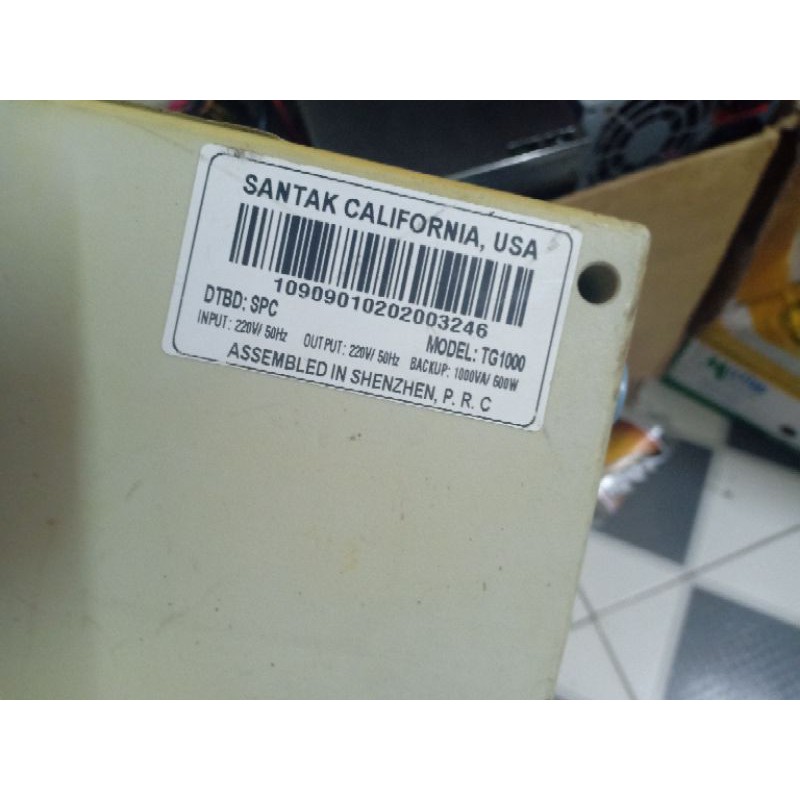 SANTAK CALIFORNIA, USA
10909010202003246
DTBD: SPC MODEL: TG1000
INPUT: 220V/ 50Hz OUTPUT: 220V/ 50Hz BACKUP: 1000VA/ 600W
ASSEMBLED IN SHENZHEN, P. R. C